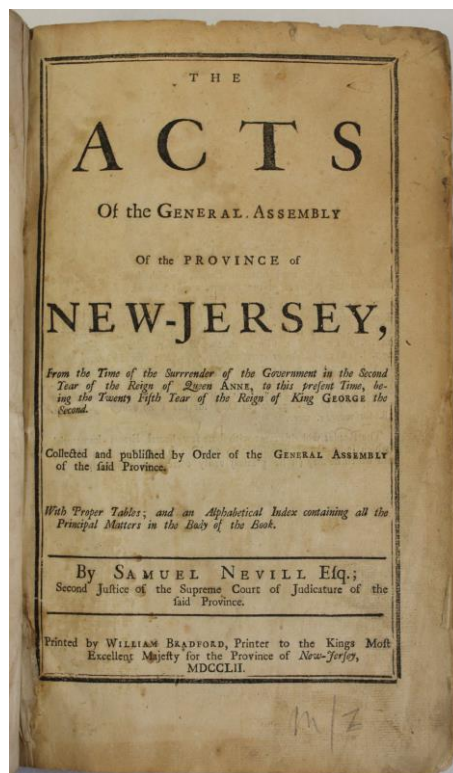 THE
ACTS
Of the GENERAL ASSEMBLY
Of the PROVINCE of
NEW-JERSEY,
From the Time of the Surrrender of the Government in the Second
Year of the Reign of Queen ANNE, to this preſent Time, be-
ing the Twenty Fifth Year of the Reign of King GEORGE the
Second.
Collected and publiſhed by Order of the GENERAL ASSEMBLY
of the ſaid Province.
With Proper Tables; and an Alphabetical Index containing all the
Principal Matters in the Body of the Book.
By SAMUEL NEVILL Eſq.;
Second Juſtice of the Supreme Court of Judicature of the
ſaid Province.
Printed by WILLIAM BRADFORD, Printer to the Kings Moſt
Excellent Majeſty for the Province of New-Jerſey,
MDCCLII.